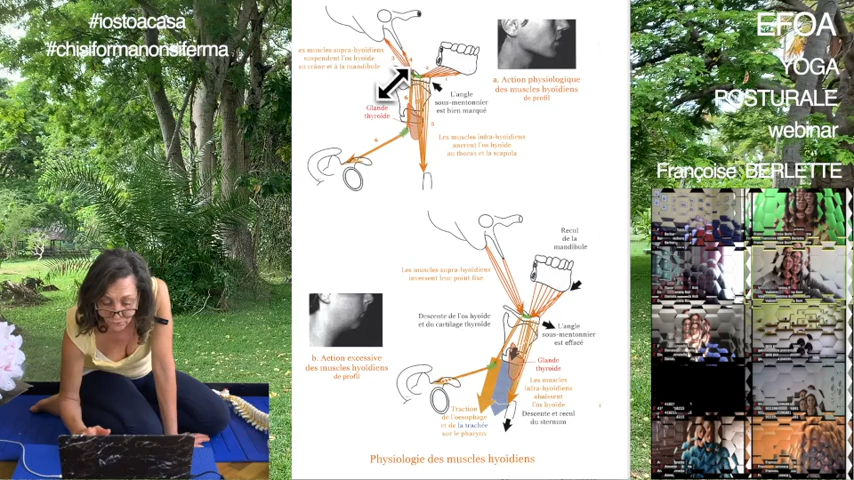 #iostoacasa
#chisiformanonsiferma
EFOA
YOGA
POSTURALE
webinar
Françoise BERLETTE
Les muscles supra-hyoïdiens
suspendent l'os hyoïde
au crâne et à la mandibule
a. Action physiologique
des muscles hyoïdiens
de profil
L'angle
sous-mentonnier
est bien marqué
Glande
thyroïde
Les muscles infra-hyoïdiens
ancrent l'os hyoïde
au thorax et la scapula
Recul
de la
mandibule
Les muscles supra-hyoïdiens
inversent leur point fixe
Descente de l'os hyoïde
et du cartilage thyroïde
L'angle
sous-mentonnier
est effacé
b. Action excessive
des muscles hyoïdiens
de profil
Glande
thyroïde
Les muscles
infra-hyoïdiens
abaissent
l'os hyoïde
Traction
de l'oesophage
et de la trachée
sur le pharynx
Descente et recul
du sternum
Physiologie des muscles hyoïdiens